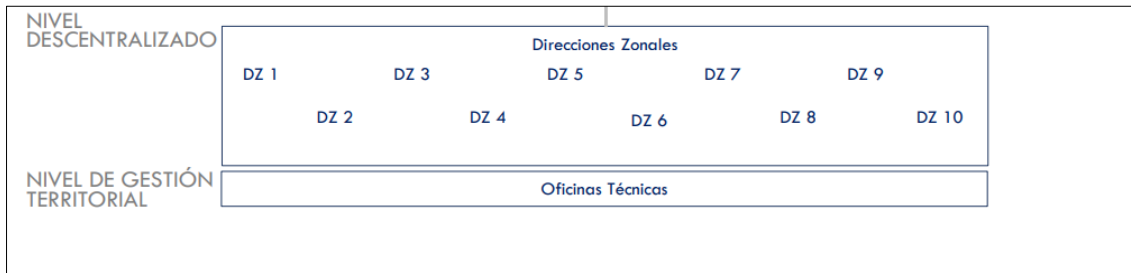 NIVEL
DESCENTRALIZADO
Direcciones Zonales
DZ 1 DZ 3 DZ 5 DZ 7 DZ 9
DZ 2 DZ 4 DZ 6 DZ 8 DZ 10
NIVEL DE GESTIÓN
TERRITORIAL
Oficinas Técnicas